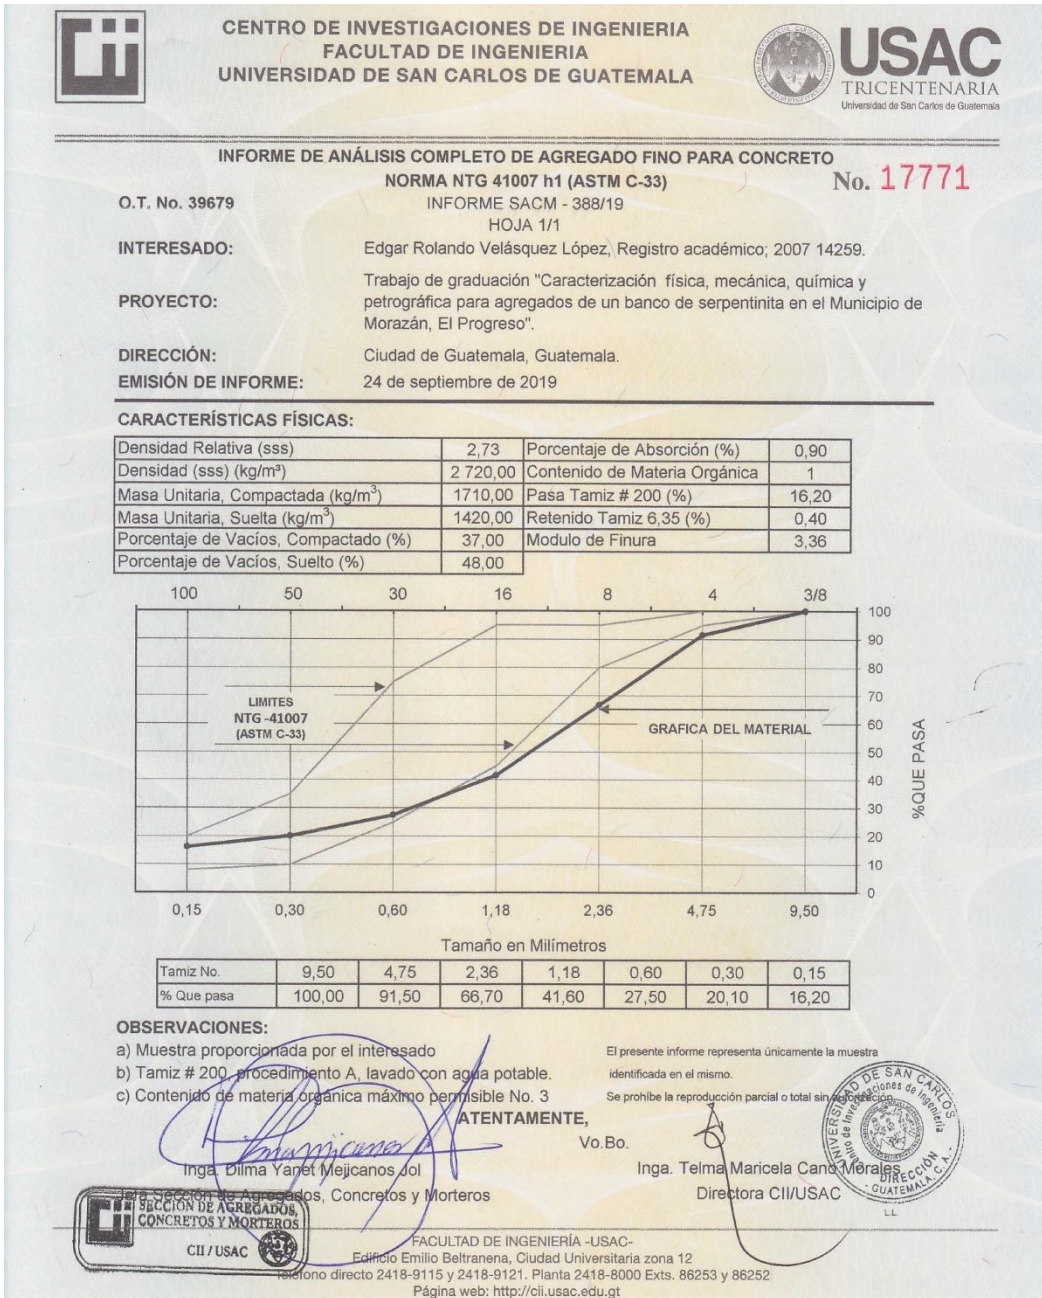 CENTRO DE INVESTIGACIONES DE INGENIERIA
FACULTAD DE INGENIERIA
UNIVERSIDAD DE SAN CARLOS DE GUATEMALA
USAC
TRICENTENARIA
Universidad de San Carlos de Guatemala
INFORME DE ANÁLISIS COMPLETO DE AGREGADO FINO PARA CONCRETO
NORMA NTG 41007 h1 (ASTM C-33)
No. 17771
O.T. No. 39679
INFORME SACM - 388/19
HOJA 1/1
INTERESADO: Edgar Rolando Velásquez López, Registro académico; 2007 14259.
PROYECTO: Trabajo de graduación "Caracterización física, mecánica, química y
petrográfica para agregados de un banco de serpentinita en el Municipio de
Morazán, El Progreso".
DIRECCIÓN: Ciudad de Guatemala, Guatemala.
EMISIÓN DE INFORME: 24 de septiembre de 2019
CARACTERÍSTICAS FÍSICAS:
Densidad Relativa (sss) 2,73 Porcentaje de Absorción (%) 0,90
Densidad (sss) (kg/m³) 2 720,00 Contenido de Materia Orgánica 1
Masa Unitaria, Compactada (kg/m³) 1710,00 Pasa Tamiz # 200 (%) 16,20
Masa Unitaria, Suelta (kg/m³) 1420,00 Retenido Tamiz 6,35 (%) 0,40
Porcentaje de Vacíos, Compactado (%) 37,00 Modulo de Finura 3,36
Porcentaje de Vacíos, Suelto (%) 48,00
100 50 30 16 8 4 3/8
100
90
80
70
60
50
40
30
20
10
0
%QUE PASA
LIMITES
NTG -41007
(ASTM C-33)
GRAFICA DEL MATERIAL
0,15 0,30 0,60 1,18 2,36 4,75 9,50
Tamaño en Milímetros
Tamiz No. 9,50 4,75 2,36 1,18 0,60 0,30 0,15
% Que pasa 100,00 91,50 66,70 41,60 27,50 20,10 16,20
OBSERVACIONES:
a) Muestra proporcionada por el interesado
b) Tamiz # 200, procedimiento A, lavado con agua potable.
c) Contenido de materia orgánica máximo permisible No. 3
El presente informe representa únicamente la muestra
identificada en el mismo.
Se prohibe la reproducción parcial o total sin autorización
ATENTAMENTE,
Vo.Bo.
Inga. Dilma Yanet Mejicanos Jol
Jefa Sección de Agregados, Concretos y Morteros
Inga. Telma Maricela Cano Morales
Directora CII/USAC
UNIVERSIDAD DE SAN CARLOS
Centro de Investigaciones de Ingeniería
DIRECCIÓN
GUATEMALA, C.A.
LL
SECCIÓN DE AGREGADOS,
CONCRETOS Y MORTEROS
CII / USAC
FACULTAD DE INGENIERÍA -USAC-
Edificio Emilio Beltranena, Ciudad Universitaria zona 12
Teléfono directo 2418-9115 y 2418-9121. Planta 2418-8000 Exts. 86253 y 86252
Página web: http://cii.usac.edu.gt